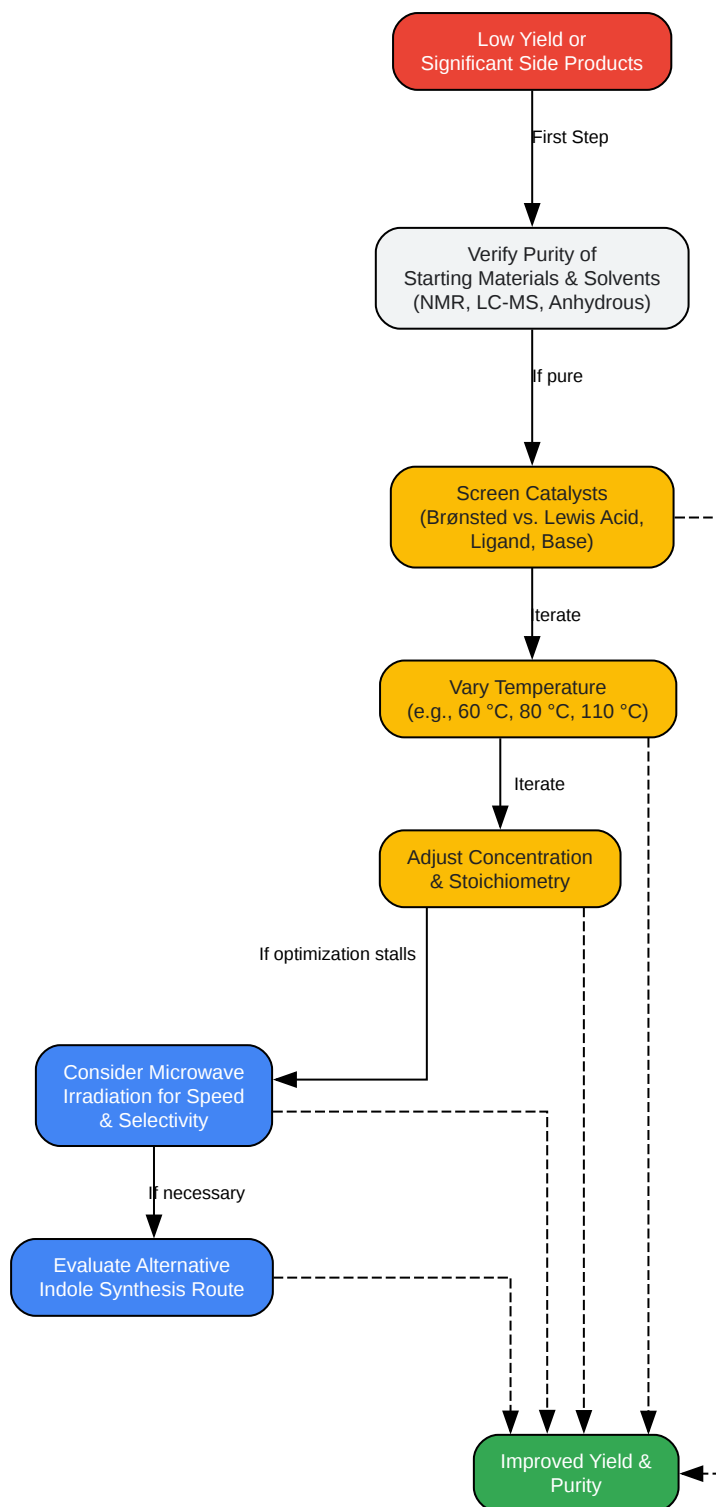 Low Yield or
Significant Side Products
First Step
Verify Purity of
Starting Materials & Solvents
(NMR, LC-MS, Anhydrous)
If pure
Screen Catalysts
(Brønsted vs. Lewis Acid,
Ligand, Base)
Iterate
Vary Temperature
(e.g., 60 °C, 80 °C, 110 °C)
Iterate
Adjust Concentration
& Stoichiometry
If optimization stalls
Consider Microwave
Irradiation for Speed
& Selectivity
If necessary
Evaluate Alternative
Indole Synthesis Route
Improved Yield &
Purity